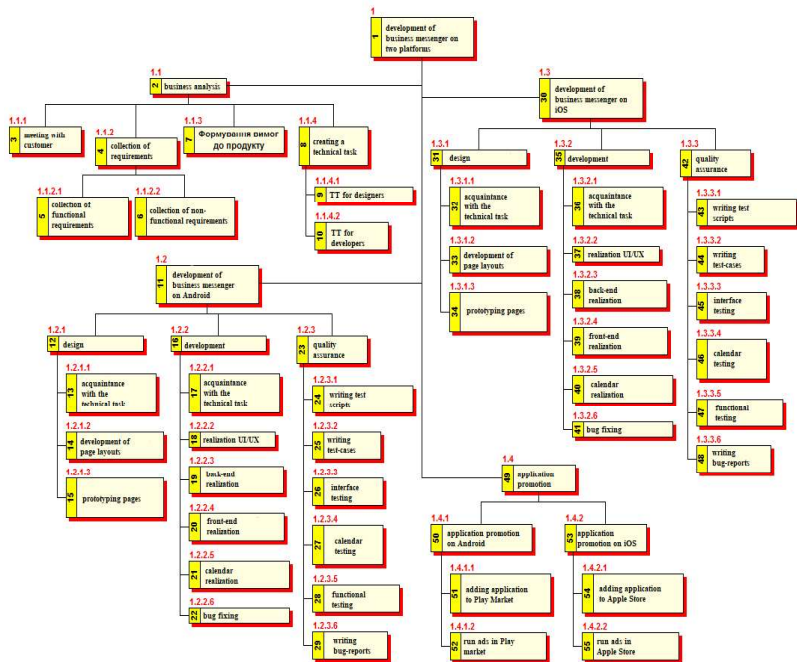 1
1
development of
business messenger on
two platforms
1.1
2
business analysis
1.1.1
3
meeting with
customer
1.1.2
4
collection of
requirements
1.1.2.1
5
collection of
functional
requirements
1.1.2.2
6
collection of non-
functional requirements
1.1.3
7
Формування вимог
до продукту
1.1.4
8
creating a
technical task
1.1.4.1
9
TT for designers
1.1.4.2
10
TT for
developers
1.2
11
development of
business messenger
on Android
1.2.1
12
design
1.2.1.1
13
acquaintance
with the
technical task
1.2.1.2
14
development of
page layouts
1.2.1.3
15
prototyping pages
1.2.2
16
development
1.2.2.1
17
acquaintance
with the
technical task
1.2.2.2
18
realization UI/UX
1.2.2.3
19
back-end
realization
1.2.2.4
20
front-end
realization
1.2.2.5
21
calendar
realization
1.2.2.6
22
bug fixing
1.2.3
23
quality
assurance
1.2.3.1
24
writing test
scripts
1.2.3.2
25
writing
test-cases
1.2.3.3
26
interface
testing
1.2.3.4
27
calendar
testing
1.2.3.5
28
functional
testing
1.2.3.6
29
writing
bug-reports
1.3
30
development of
business messenger on
iOS
1.3.1
31
design
1.3.1.1
32
acquaintance
with the
technical task
1.3.1.2
33
development of
page layouts
1.3.1.3
34
prototyping pages
1.3.2
35
development
1.3.2.1
36
acquaintance
with the
technical task
1.3.2.2
37
realization UI/UX
1.3.2.3
38
back-end
realization
1.3.2.4
39
front-end
realization
1.3.2.5
40
calendar
realization
1.3.2.6
41
bug fixing
1.3.3
42
quality
assurance
1.3.3.1
43
writing test
scripts
1.3.3.2
44
writing
test-cases
1.3.3.3
45
interface
testing
1.3.3.4
46
calendar
testing
1.3.3.5
47
functional
testing
1.3.3.6
48
writing
bug-reports
1.4
49
application
promotion
1.4.1
50
application promotion
on Android
1.4.1.1
51
adding application
to Play Market
1.4.1.2
52
run ads in Play
market
1.4.2
53
application
promotion on iOS
1.4.2.1
54
adding application
to Apple Store
1.4.2.2
55
run ads in
Apple Store